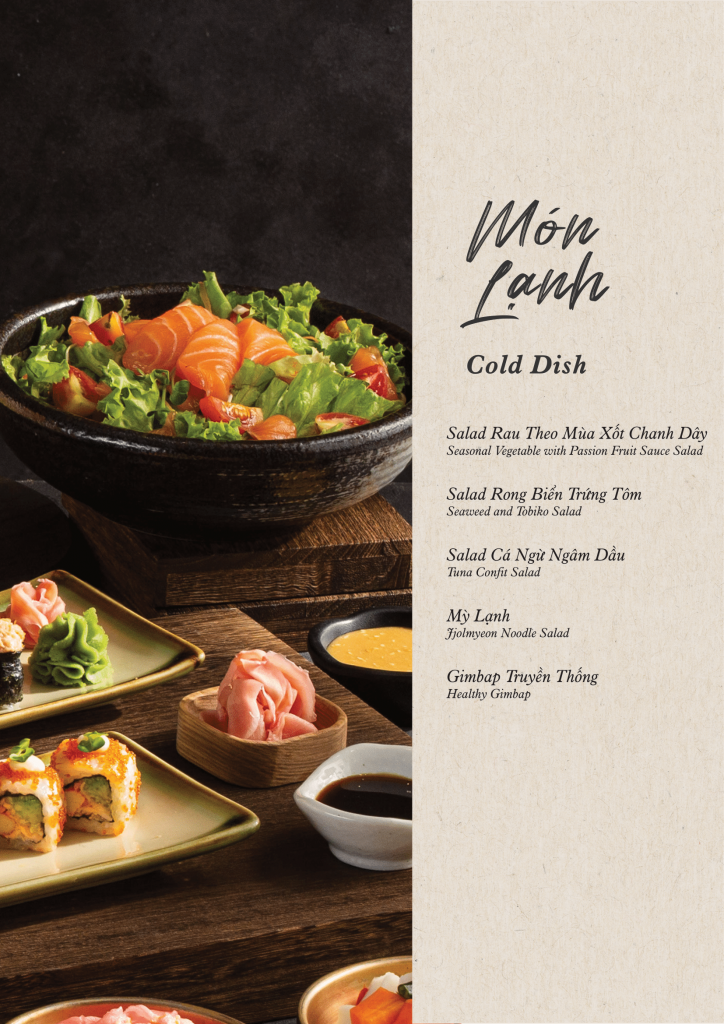 Món
Lạnh
Cold Dish
Salad Rau Theo Mùa Xốt Chanh Dây
Seasonal Vegetable with Passion Fruit Sauce Salad
Salad Rong Biển Trứng Tôm
Seaweed and Tobiko Salad
Salad Cá Ngừ Ngâm Dầu
Tuna Confit Salad
Mỳ Lạnh
Jjolmyeon Noodle Salad
Gimbap Truyền Thống
Healthy Gimbap